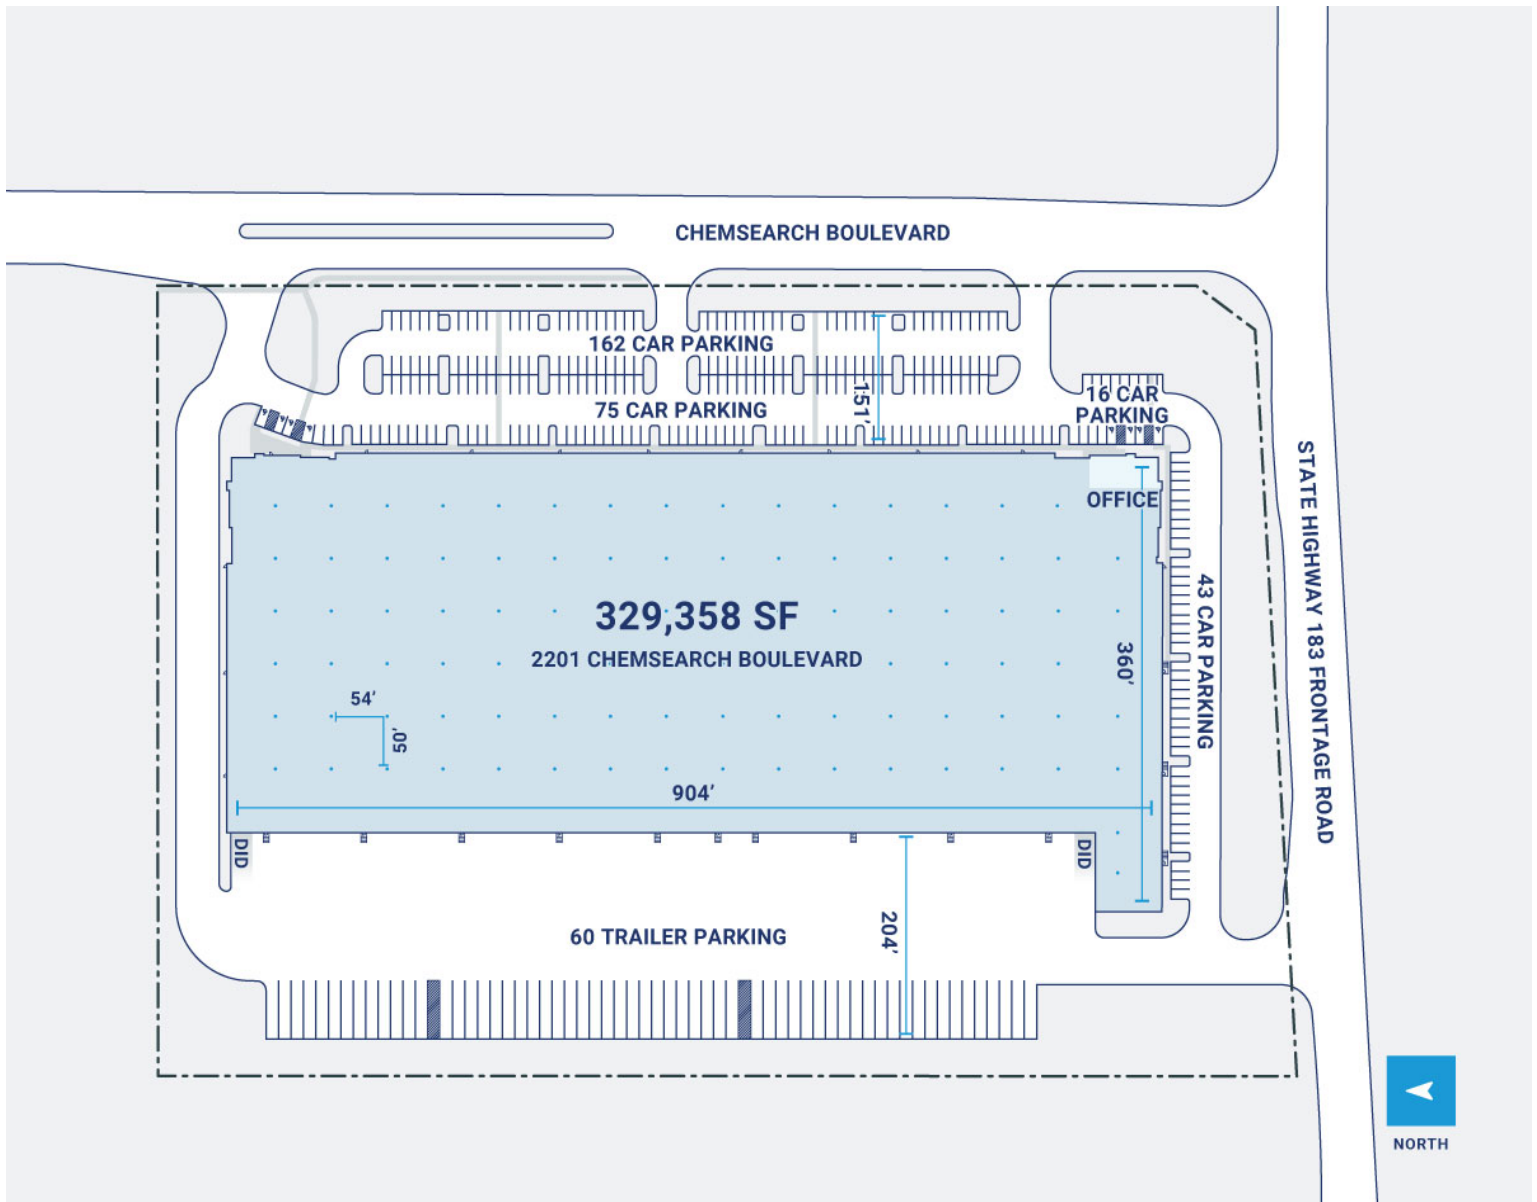 CHEMSEARCH BOULEVARD
162 CAR PARKING
75 CAR PARKING
151'
16 CAR
PARKING
OFFICE
STATE HIGHWAY 183 FRONTAGE ROAD
43 CAR PARKING
329,358 SF
2201 CHEMSEARCH BOULEVARD
360'
54'
50'
904'
DID
DID
60 TRAILER PARKING
204'
NORTH